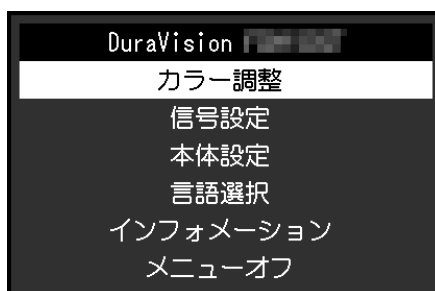 DuraVision
カラー調整
信号設定
本体設定
言語選択
インフォメーション
メニューオフ